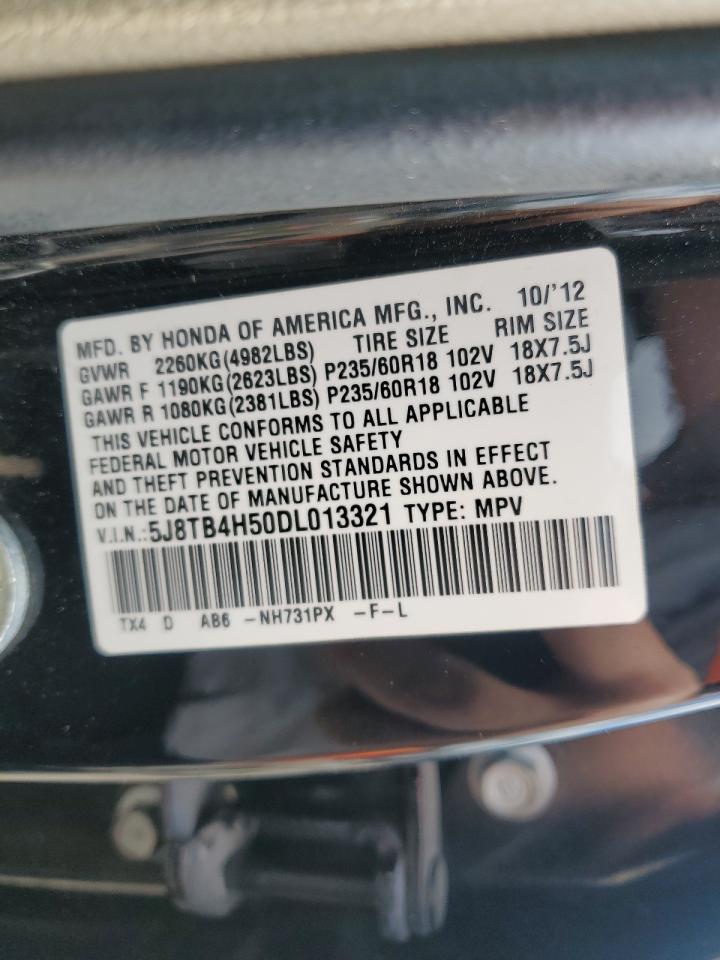 MFD. BY HONDA OF AMERICA MFG., INC. 10/'12
GVWR 2260KG(4982LBS) TIRE SIZE RIM SIZE
GAWR F 1190KG(2623LBS) P235/60R18 102V 18X7.5J
GAWR R 1080KG(2381LBS) P235/60R18 102V 18X7.5J
THIS VEHICLE CONFORMS TO ALL APPLICABLE
FEDERAL MOTOR VEHICLE SAFETY
AND THEFT PREVENTION STANDARDS IN EFFECT
ON THE DATE OF MANUFACTURE SHOWN ABOVE.
V.I.N.:5J8TB4H50DL013321 TYPE: MPV
TX4 D AB6 -NH731PX -F-L